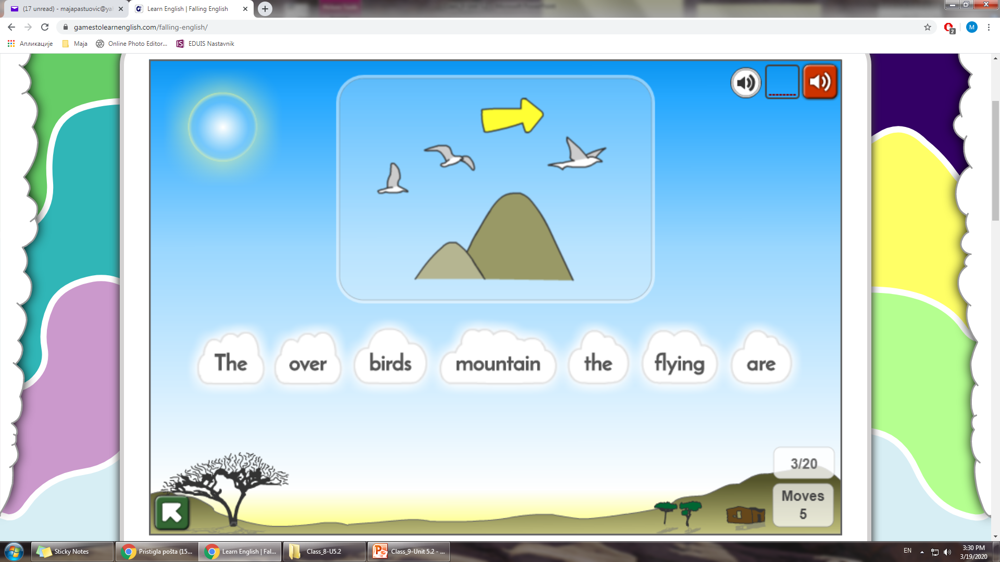 (17 unread) - majapastuovic@ya
Learn English | Falling English
gamestolearnenglish.com/falling-english/
2
M
Апликације
Maja
Online Photo Editor...
EDUIS Nastavnik
The over birds mountain the flying are
3/20
Moves
5
Sticky Notes
Pristigla pošta (15...
Learn English | Fal...
Class_8-U5.2
Class_9-Unit 5.2 - ...
EN
3:30 PM
3/19/2020